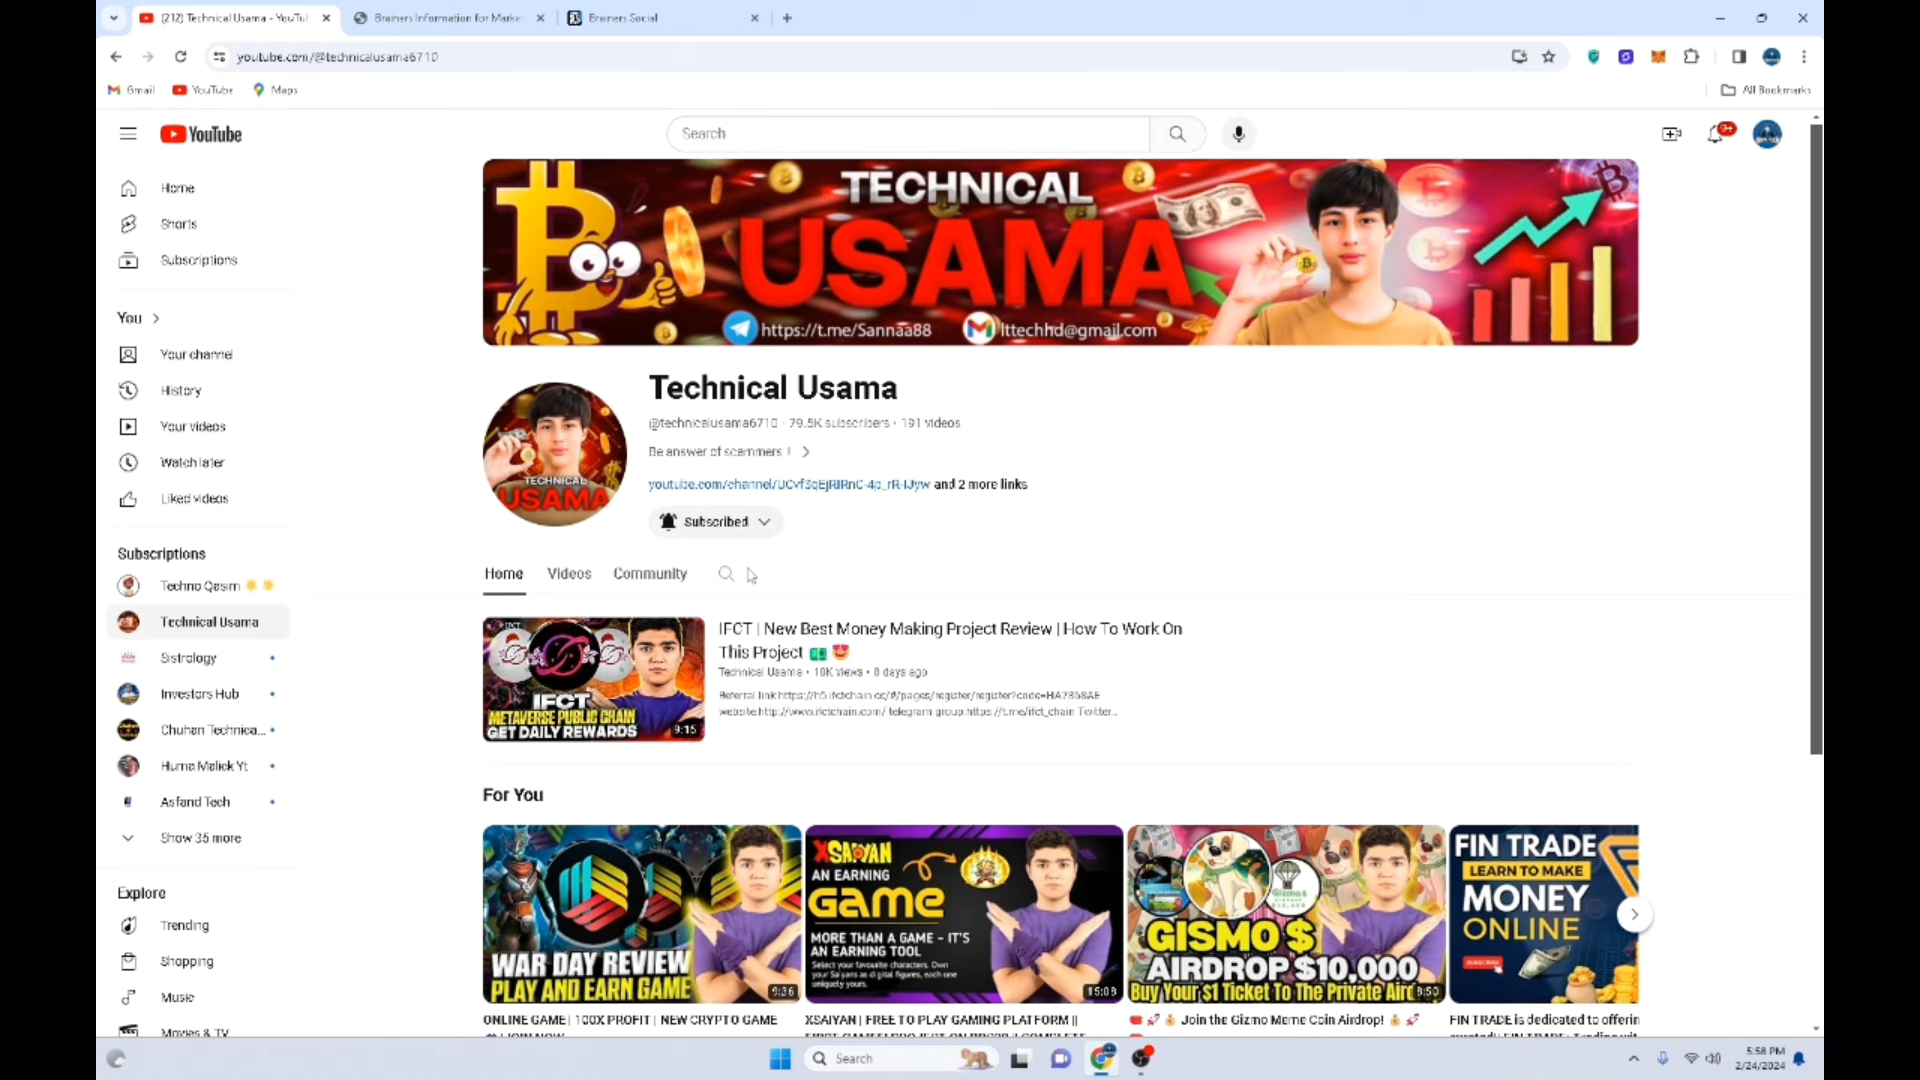 (212) Technical Usama - YouTu
Brainers Information for Marke
Brainers Social
youtube.com/@technicalusama6710
Gmail
YouTube
Maps
All Bookmarks
YouTube
Search
9+
Home
Shorts
Subscriptions
You
Your channel
History
Your videos
Watch later
Liked videos
Subscriptions
Techno Qasim
Technical Usama
Sistrology
Investors Hub
Chuhan Technica...
Huma Malick Yt
Asfand Tech
Show 35 more
Explore
Trending
Shopping
Music
Movies & TV
TECHNICAL
USAMA
https://t.me/Sannaa88
lttechhd@gmail.com
TECHNICAL
USAMA
Technical Usama
@technicalusama6710 · 79.5K subscribers · 191 videos
Be answer of scammers !
and 2 more links
Subscribed
Home
Videos
Community
IFCT
METAVERSE PUBLIC CHAIN
GET DAILY REWARDS
9:15
IFCT | New Best Money Making Project Review | How To Work On
This Project
Technical Usama • 10K views • 8 days ago
Referral link:https://h5.ifctchain.cc/#/pages/register/register?code=HA7868AE
website:http://www.ifctchain.com/ telegram group:https://t.me/ifct_chain Twitter...
For You
WAR DAY REVIEW
PLAY AND EARN GAME
9:36
ONLINE GAME | 100X PROFIT | NEW CRYPTO GAME
XSAIYAN
AN EARNING
GAME
MORE THAN A GAME - IT'S
AN EARNING TOOL
Select your favourite characters. Own
your Saiyans as digital figures, each one
uniquely yours.
15:08
XSAIYAN | FREE TO PLAY GAMING PLATFORM ||
GISMO $
AIRDROP $10,000
Buy Your $1 Ticket To The Private Aird
8:50
Join the Gizmo Meme Coin Airdrop!
FIN TRADE
LEARN TO MAKE
MONEY
ONLINE
SUBSCRIBE
FIN TRADE is dedicated to offerin
Search
5:58 PM
2/24/2024